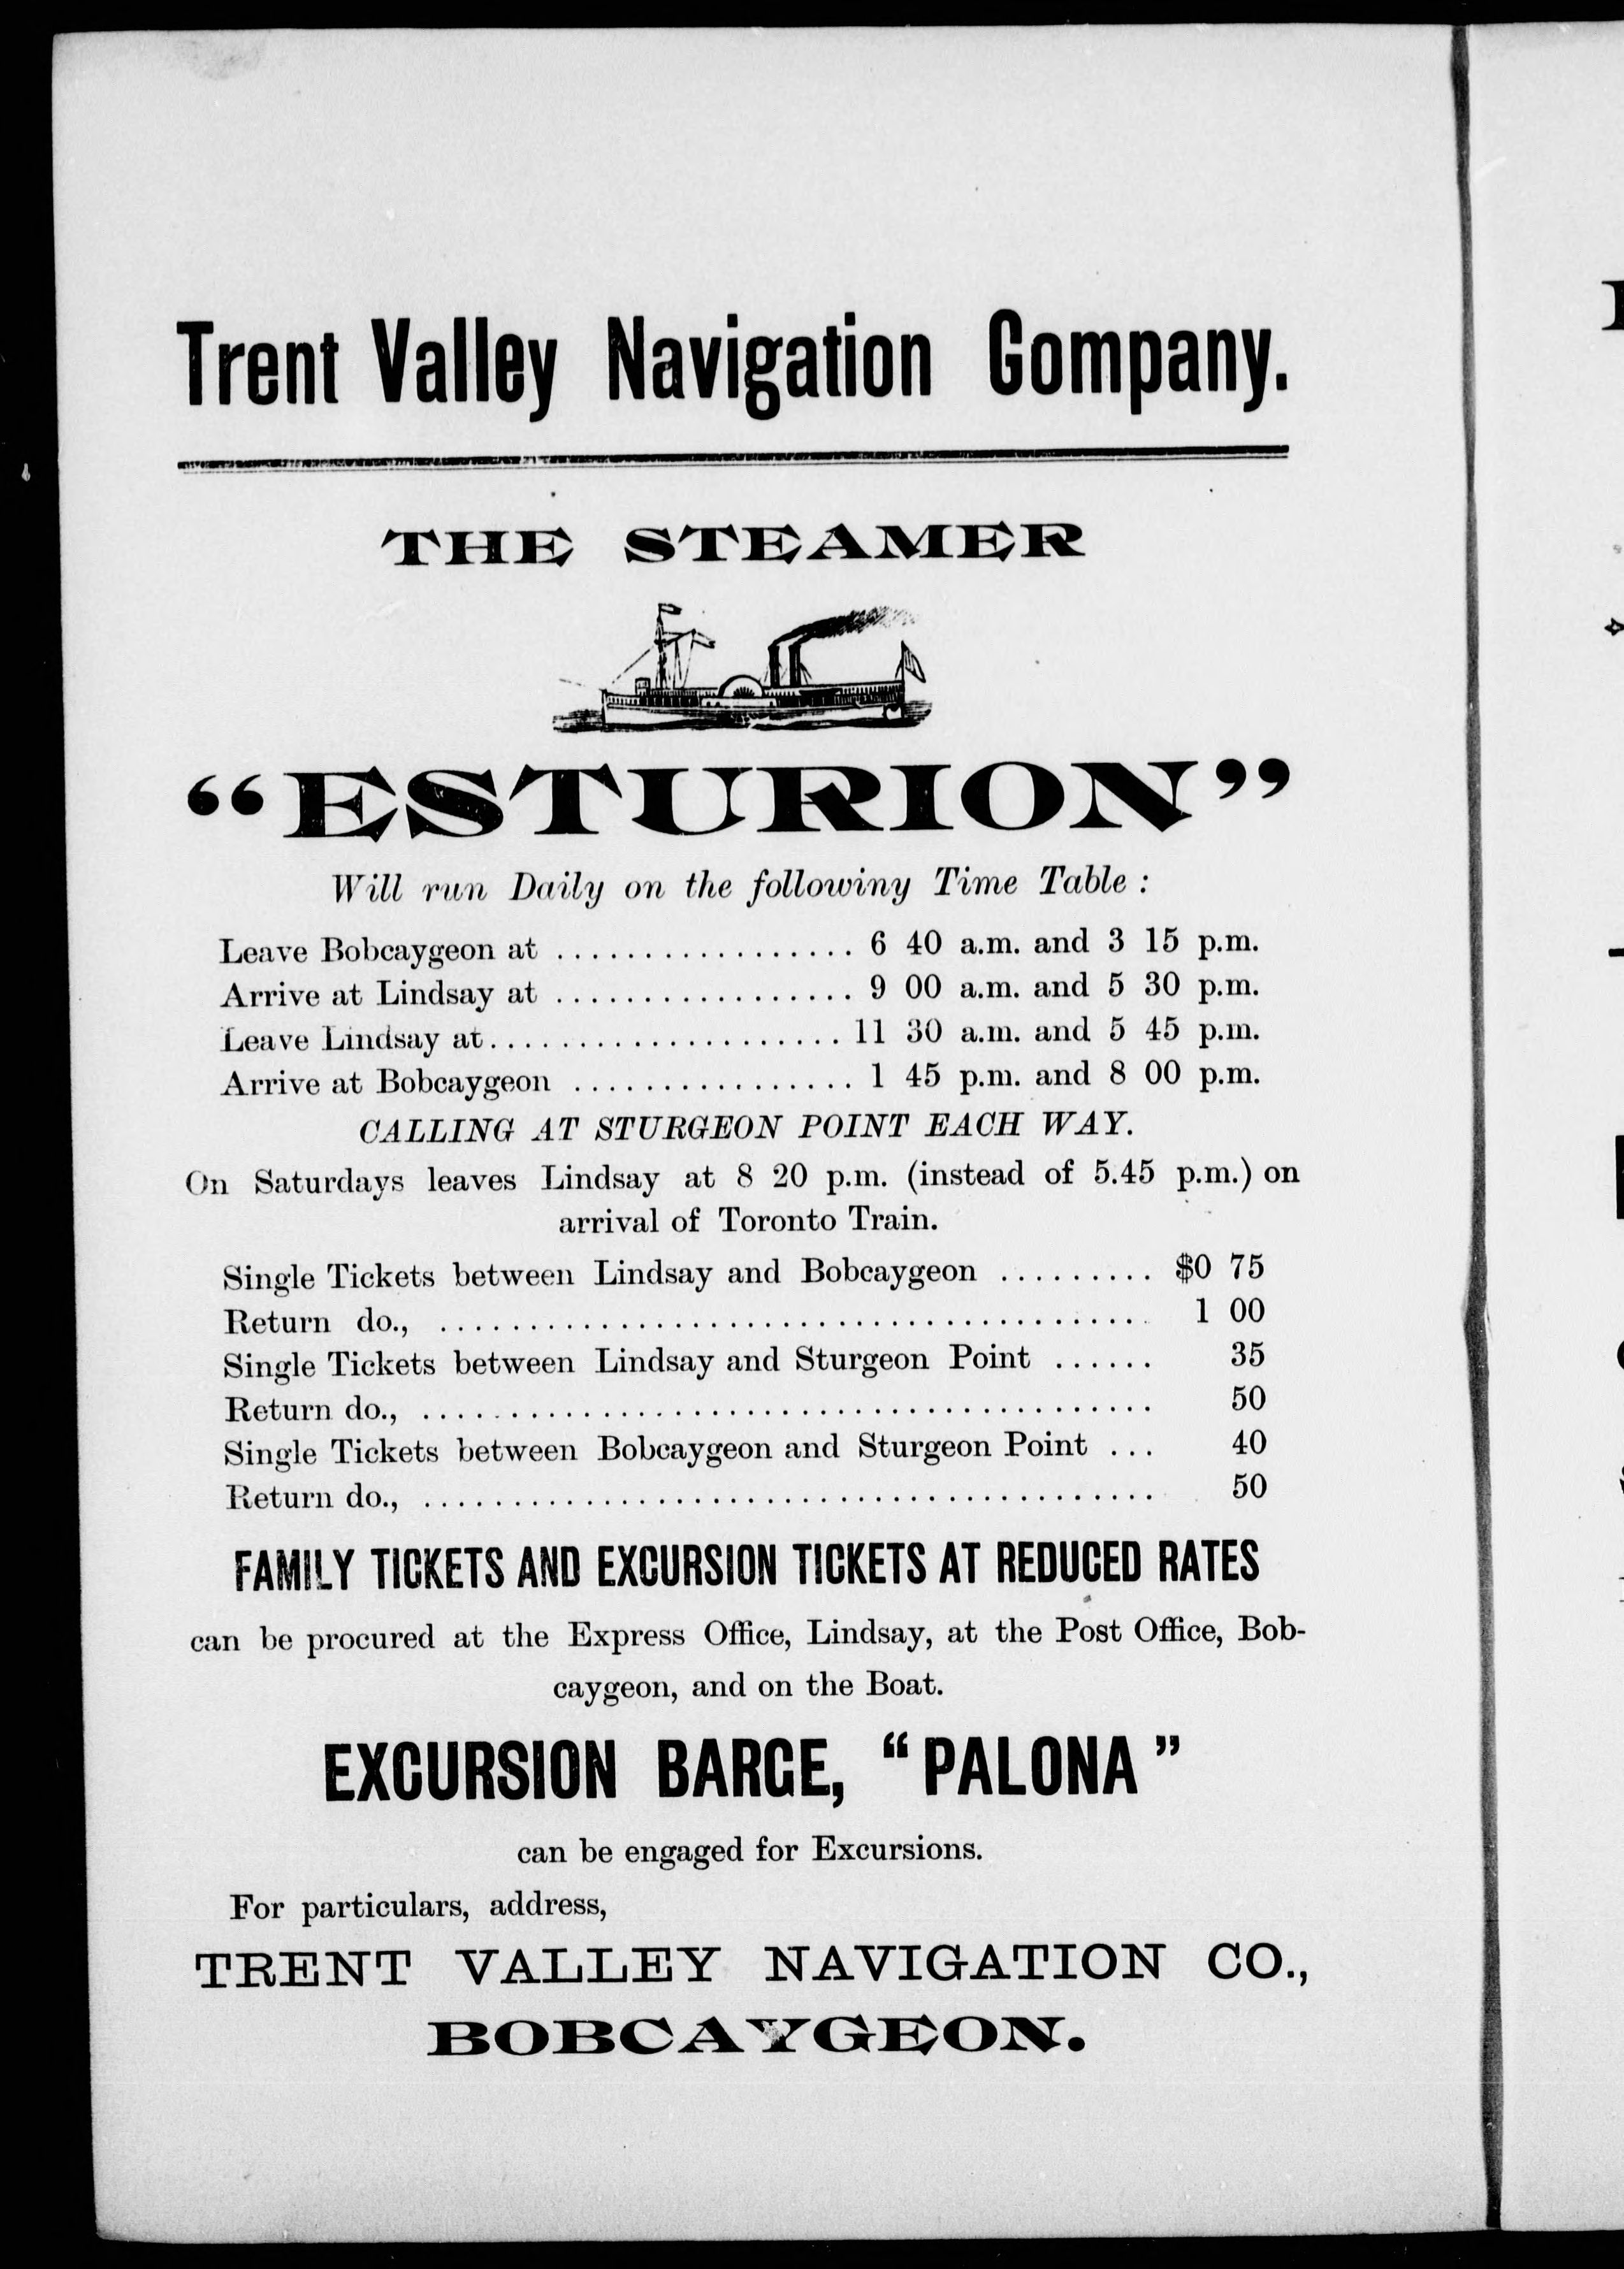 Trent Valley Navigation Company.
THE STEAMER
“ESTURION”
Will run Daily on the followiny Time Table :
Leave Bobcaygeon at ................. 6 40 a.m. and 3 15 p.m.
Arrive at Lindsay at ................. 9 00 a.m. and 5 30 p.m.
Leave Lindsay at.................... 11 30 a.m. and 5 45 p.m.
Arrive at Bobcaygeon ................ 1 45 p.m. and 8 00 p.m.
CALLING AT STURGEON POINT EACH WAY.
On Saturdays leaves Lindsay at 8 20 p.m. (instead of 5.45 p.m.) on
arrival of Toronto Train.
Single Tickets between Lindsay and Bobcaygeon ......... $0 75
Return do., ........................................ 1 00
Single Tickets between Lindsay and Sturgeon Point ...... 35
Return do., ......................................... 50
Single Tickets between Bobcaygeon and Sturgeon Point ... 40
Return do., ......................................... 50
FAMILY TICKETS AND EXCURSION TICKETS AT REDUCED RATES
can be procured at the Express Office, Lindsay, at the Post Office, Bob-
caygeon, and on the Boat.
EXCURSION BARGE, “PALONA”
can be engaged for Excursions.
For particulars, address,
TRENT VALLEY NAVIGATION CO.,
BOBCAYGEON.